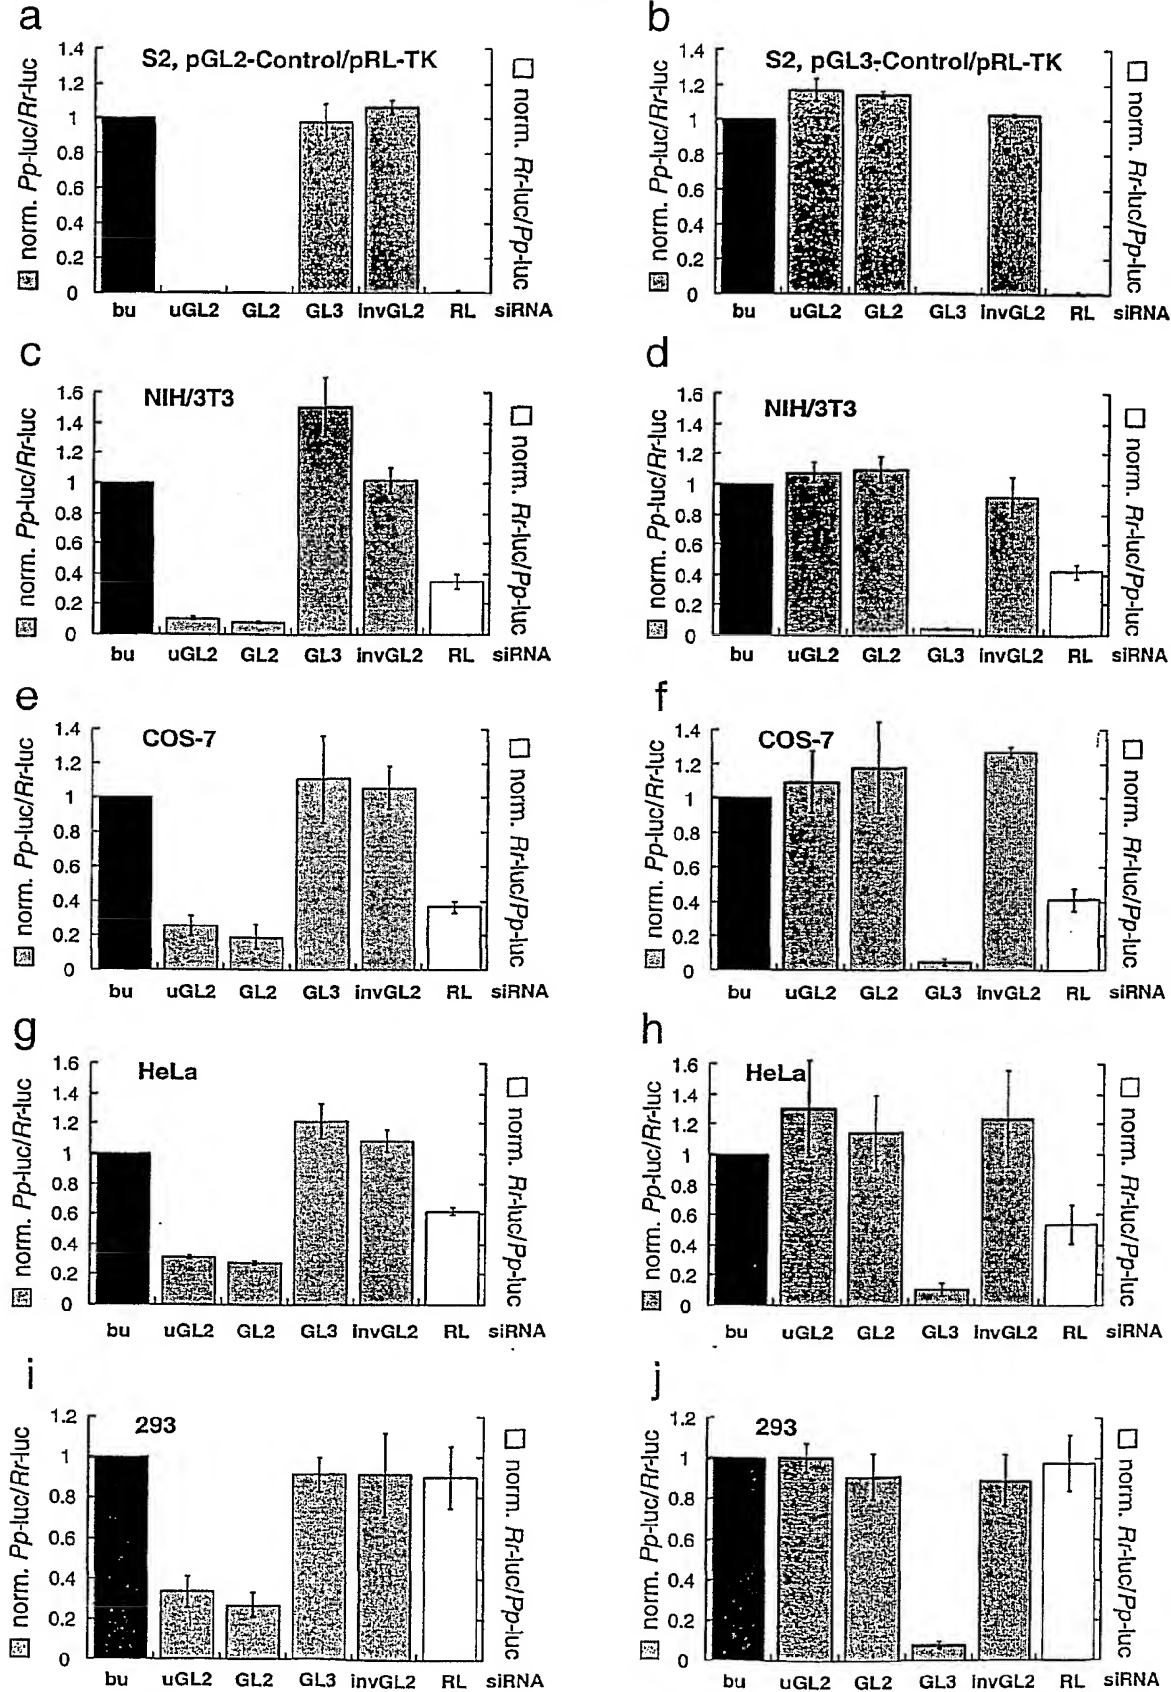 a
S2, pGL2-Control/pRL-TK
norm. Pp-luc/Rr-luc
1.4
1.2
1
0.8
0.6
0.4
0.2
0
norm. Rr-luc/Pp-luc
bu uGL2 GL2 GL3 invGL2 RL siRNA
b
S2, pGL3-Control/pRL-TK
norm. Pp-luc/Rr-luc
1.4
1.2
1
0.8
0.6
0.4
0.2
0
norm. Rr-luc/Pp-luc
bu uGL2 GL2 GL3 invGL2 RL siRNA
c
NIH/3T3
norm. Pp-luc/Rr-luc
1.6
1.4
1.2
1
0.8
0.6
0.4
0.2
0
norm. Rr-luc/Pp-luc
bu uGL2 GL2 GL3 invGL2 RL siRNA
d
NIH/3T3
norm. Pp-luc/Rr-luc
1.6
1.4
1.2
1
0.8
0.6
0.4
0.2
0
norm. Rr-luc/Pp-luc
bu uGL2 GL2 GL3 invGL2 RL siRNA
e
COS-7
norm. Pp-luc/Rr-luc
1.4
1.2
1
0.8
0.6
0.4
0.2
0
norm. Rr-luc/Pp-luc
bu uGL2 GL2 GL3 invGL2 RL siRNA
f
COS-7
norm. Pp-luc/Rr-luc
1.4
1.2
1
0.8
0.6
0.4
0.2
0
norm. Rr-luc/Pp-luc
bu uGL2 GL2 GL3 invGL2 RL siRNA
g
HeLa
norm. Pp-luc/Rr-luc
1.6
1.4
1.2
1
0.8
0.6
0.4
0.2
0
norm. Rr-luc/Pp-luc
bu uGL2 GL2 GL3 invGL2 RL siRNA
h
HeLa
norm. Pp-luc/Rr-luc
1.6
1.4
1.2
1
0.8
0.6
0.4
0.2
0
norm. Rr-luc/Pp-luc
bu uGL2 GL2 GL3 invGL2 RL siRNA
i
293
norm. Pp-luc/Rr-luc
1.2
1
0.8
0.6
0.4
0.2
0
norm. Rr-luc/Pp-luc
bu uGL2 GL2 GL3 invGL2 RL siRNA
j
293
norm. Pp-luc/Rr-luc
1.2
1
0.8
0.6
0.4
0.2
0
norm. Rr-luc/Pp-luc
bu uGL2 GL2 GL3 invGL2 RL siRNA